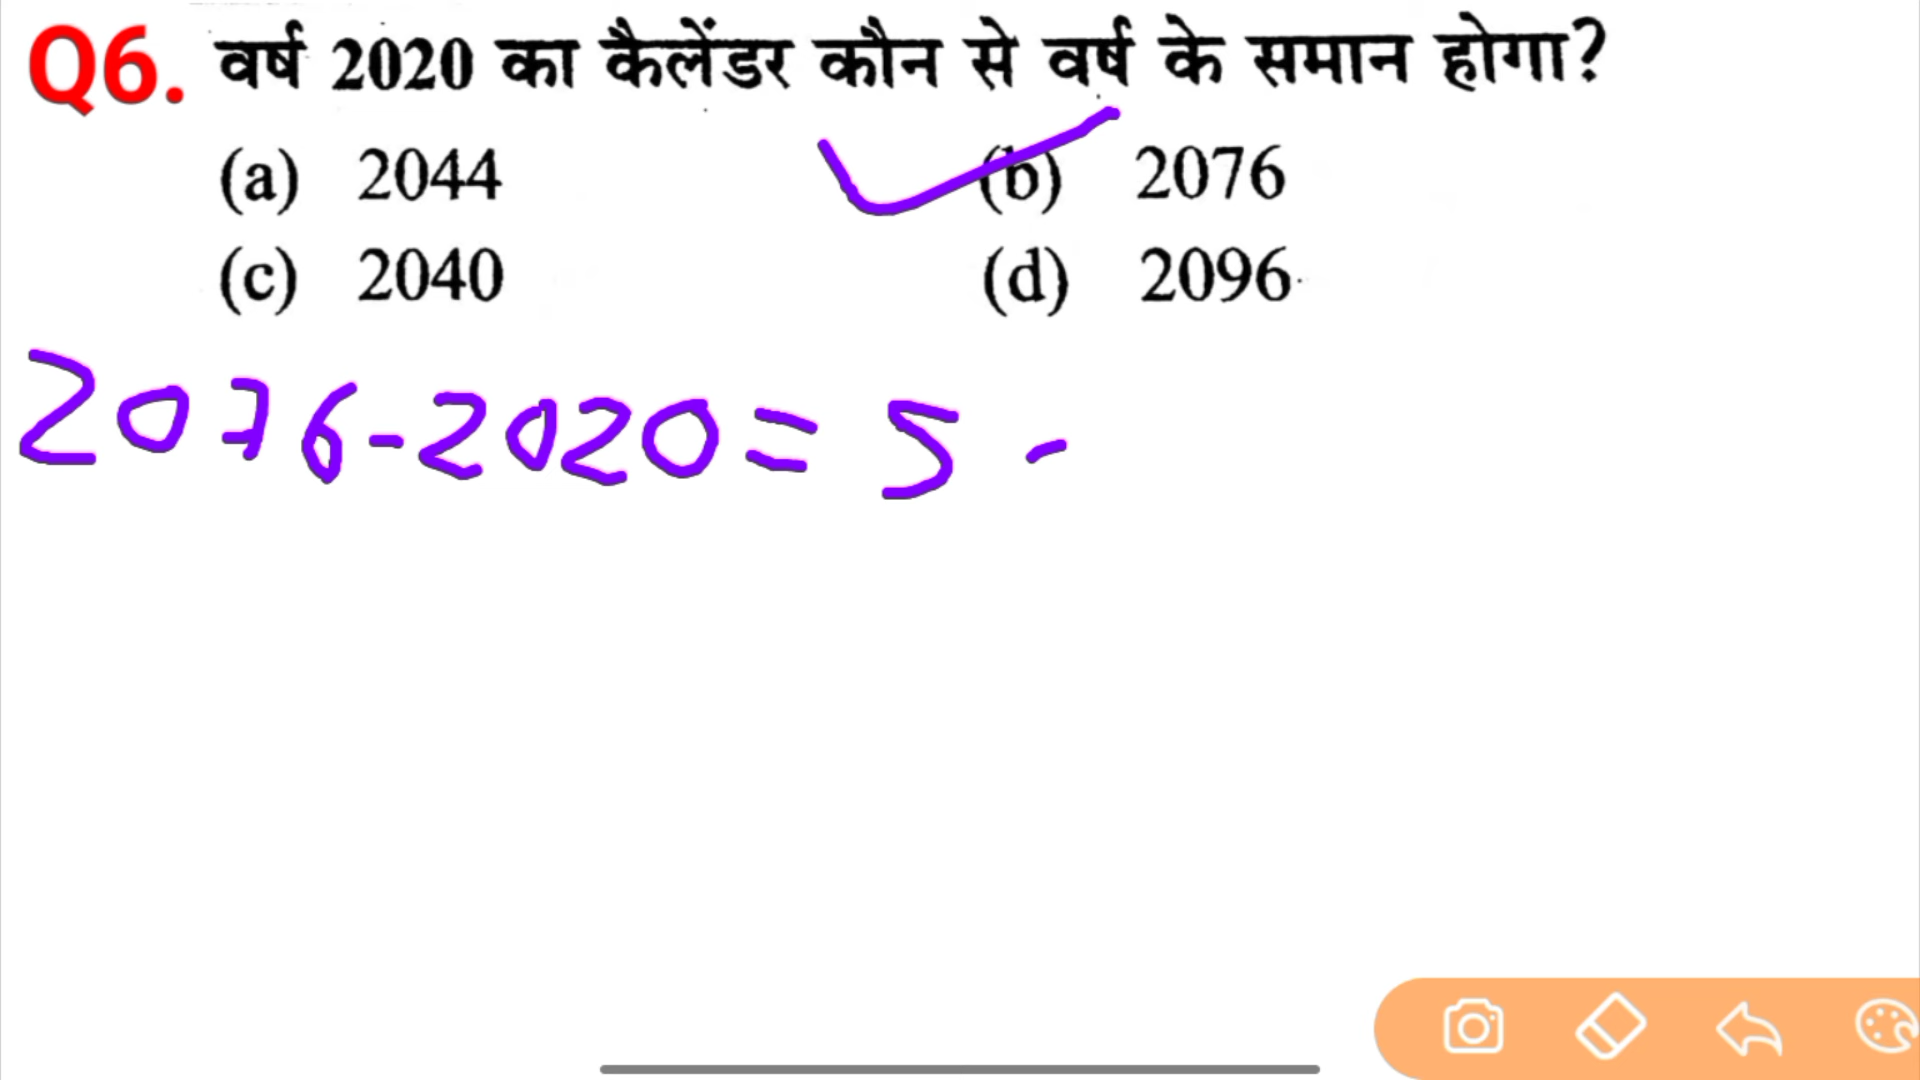 Q6. वर्ष 2020 का कैलेंडर कौन से वर्ष के समान होगा?
(a) 2044 (b) 2076
(c) 2040 (d) 2096
2076-2020= 5 -